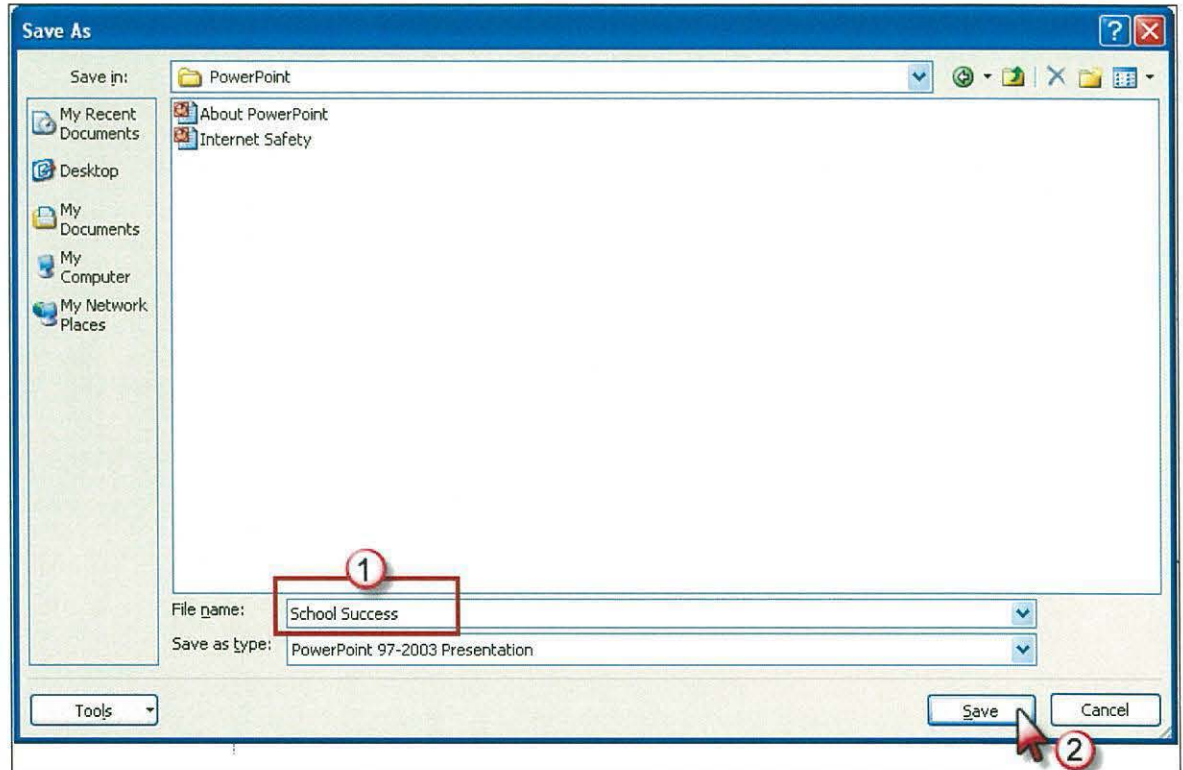 Save As
Save in:
PowerPoint
My Recent
Documents
Desktop
My
Documents
My
Computer
My Network
Places
About PowerPoint
Internet Safety
1
File name:
School Success
Save as type:
PowerPoint 97-2003 Presentation
Tools
Save
Cancel
2